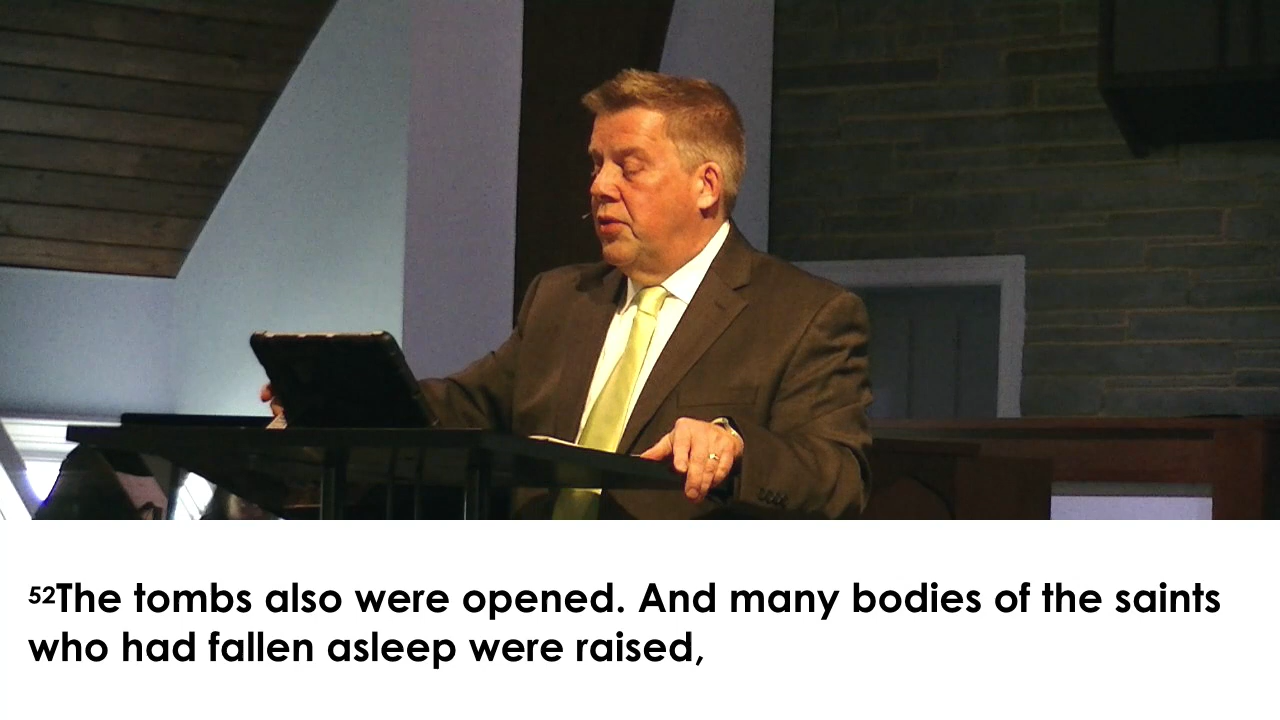 52The tombs also were opened. And many bodies of the saints
who had fallen asleep were raised,